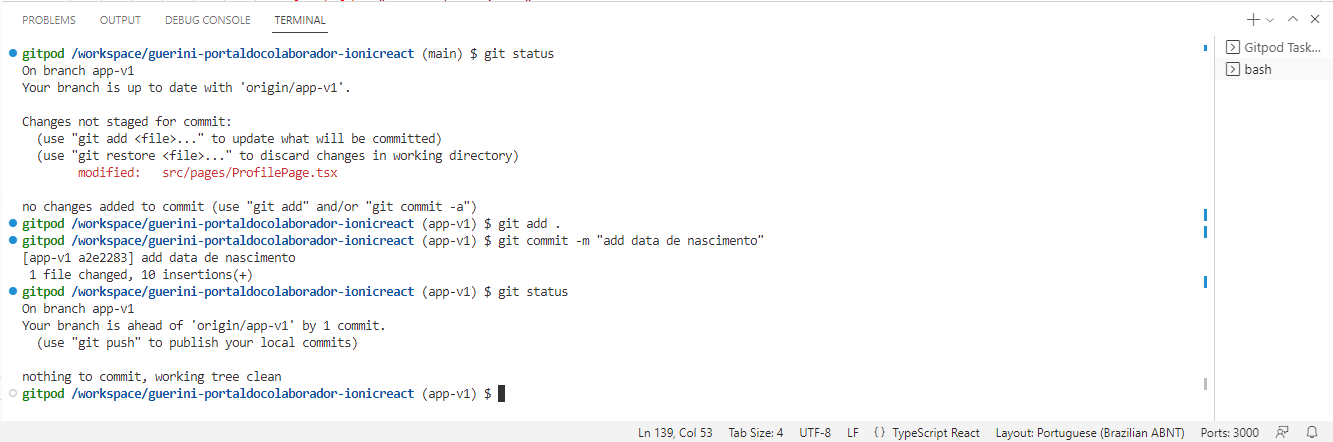 PROBLEMS OUTPUT DEBUG CONSOLE TERMINAL
gitpod /workspace/guerini-portaldocolaborador-ionicreact (main) $ git status
On branch app-v1
Your branch is up to date with 'origin/app-v1'.
Changes not staged for commit:
(use "git add <file>..." to update what will be committed)
(use "git restore <file>..." to discard changes in working directory)
modified: src/pages/ProfilePage.tsx
no changes added to commit (use "git add" and/or "git commit -a")
gitpod /workspace/guerini-portaldocolaborador-ionicreact (app-v1) $ git add .
gitpod /workspace/guerini-portaldocolaborador-ionicreact (app-v1) $ git commit -m "add data de nascimento"
[app-v1 a2e2283] add data de nascimento
1 file changed, 10 insertions(+)
gitpod /workspace/guerini-portaldocolaborador-ionicreact (app-v1) $ git status
On branch app-v1
Your branch is ahead of 'origin/app-v1' by 1 commit.
(use "git push" to publish your local commits)
nothing to commit, working tree clean
gitpod /workspace/guerini-portaldocolaborador-ionicreact (app-v1) $
Gitpod Task...
bash
Ln 139, Col 53 Tab Size: 4 UTF-8 LF {} TypeScript React Layout: Portuguese (Brazilian ABNT) Ports: 3000